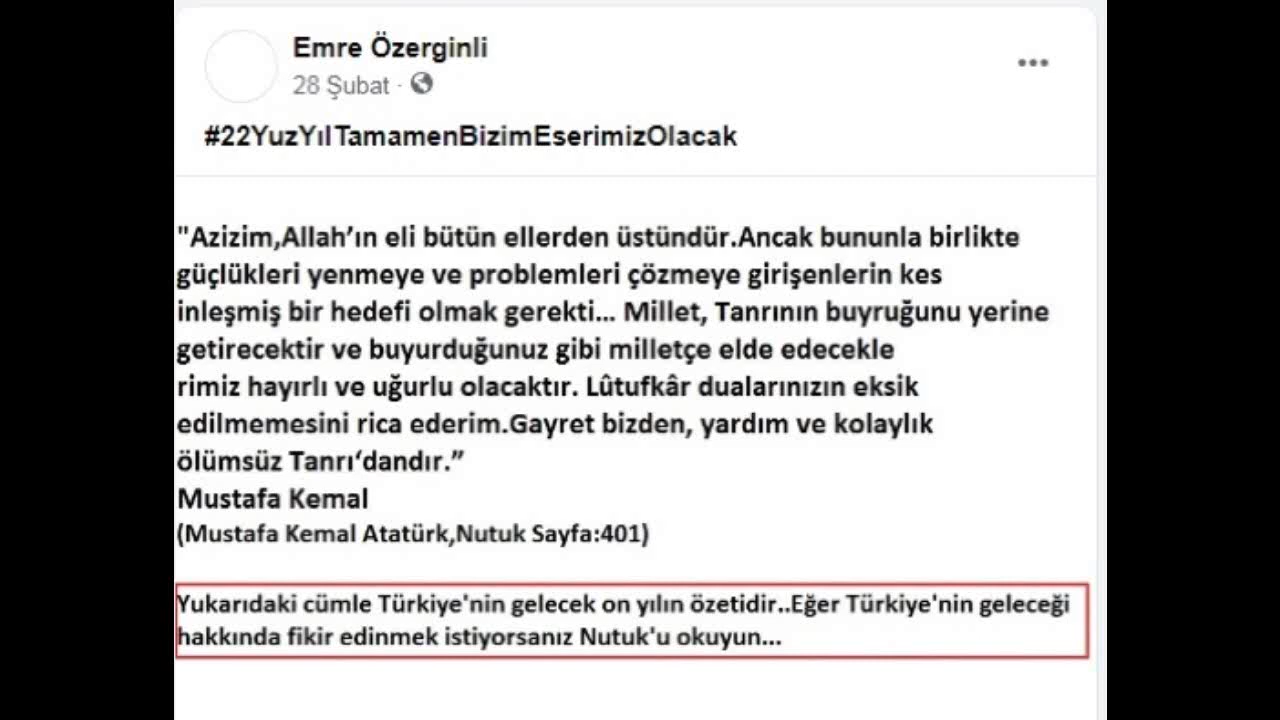 Emre Özerginli
28 Şubat ·
#22YuzYılTamamenBizimEserimizOlacak
"Azizim,Allah’ın eli bütün ellerden üstündür.Ancak bununla birlikte
güçlükleri yenmeye ve problemleri çözmeye girişenlerin kes
inleşmiş bir hedefi olmak gerekti... Millet, Tanrının buyruğunu yerine
getirecektir ve buyurduğunuz gibi milletçe elde edecekle
rimiz hayırlı ve uğurlu olacaktır. Lûtufkâr dualarınızın eksik
edilmemesini rica ederim.Gayret bizden, yardım ve kolaylık
ölümsüz Tanrı‘dandır.”
Mustafa Kemal
(Mustafa Kemal Atatürk,Nutuk Sayfa:401)
Yukarıdaki cümle Türkiye'nin gelecek on yılın özetidir..Eğer Türkiye'nin geleceği
hakkında fikir edinmek istiyorsanız Nutuk'u okuyun...